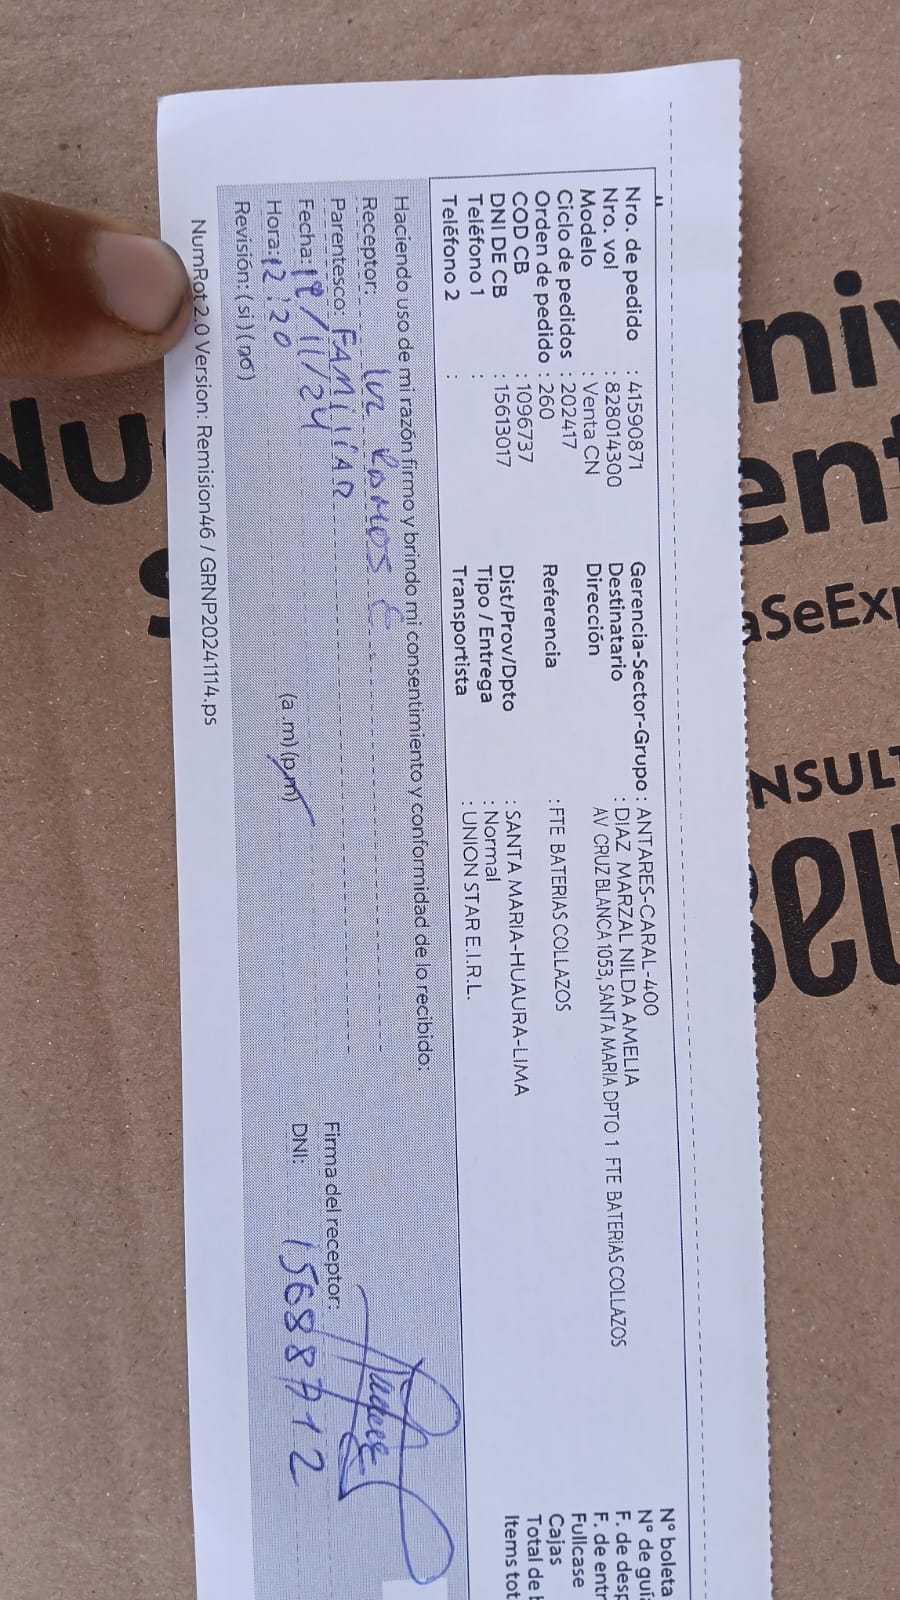 Nro. de pedido : 41590871
Nro. vol : 828014300
Modelo : Venta CN
Ciclo de pedidos : 202417
Orden de pedido : 260
COD CB : 1096737
DNI DE CB : 15613017
Teléfono 1 :
Teléfono 2 :
Gerencia-Sector-Grupo : ANTARES-CARAL-400
Destinatario : DIAZ MARZAL NILDA AMELIA
Dirección AV CRUZ BLANCA 1053, SANTA MARIA DPTO 1 FTE BATERiAS COLLAZOS
Referencia : FTE BATERIAS COLLAZOS
Dist/Prov/Dpto : SANTA MARIA-HUAURA-LIMA
Tipo / Entrega : Normal
Transportista : UNION STAR E.I.R.L.
N° boleta
N° de guía
F. de desp
F. de entr
Fullcase
Cajas
Total de
Items tot
Haciendo uso de mi razón firmo y brindo mi consentimiento y conformidad de lo recibido:
Receptor: luz Ramos C
Parentesco: FAMILIAR
Fecha: /11/24
Hora: 12:20 (a.m) (p.m)
Revisión: ( si ) ( no )
Firma del receptor:
DNI: 15688712
NumRot 2.0 Version: Remision46 / GRNP20241114.ps
aSeExp
NSULT